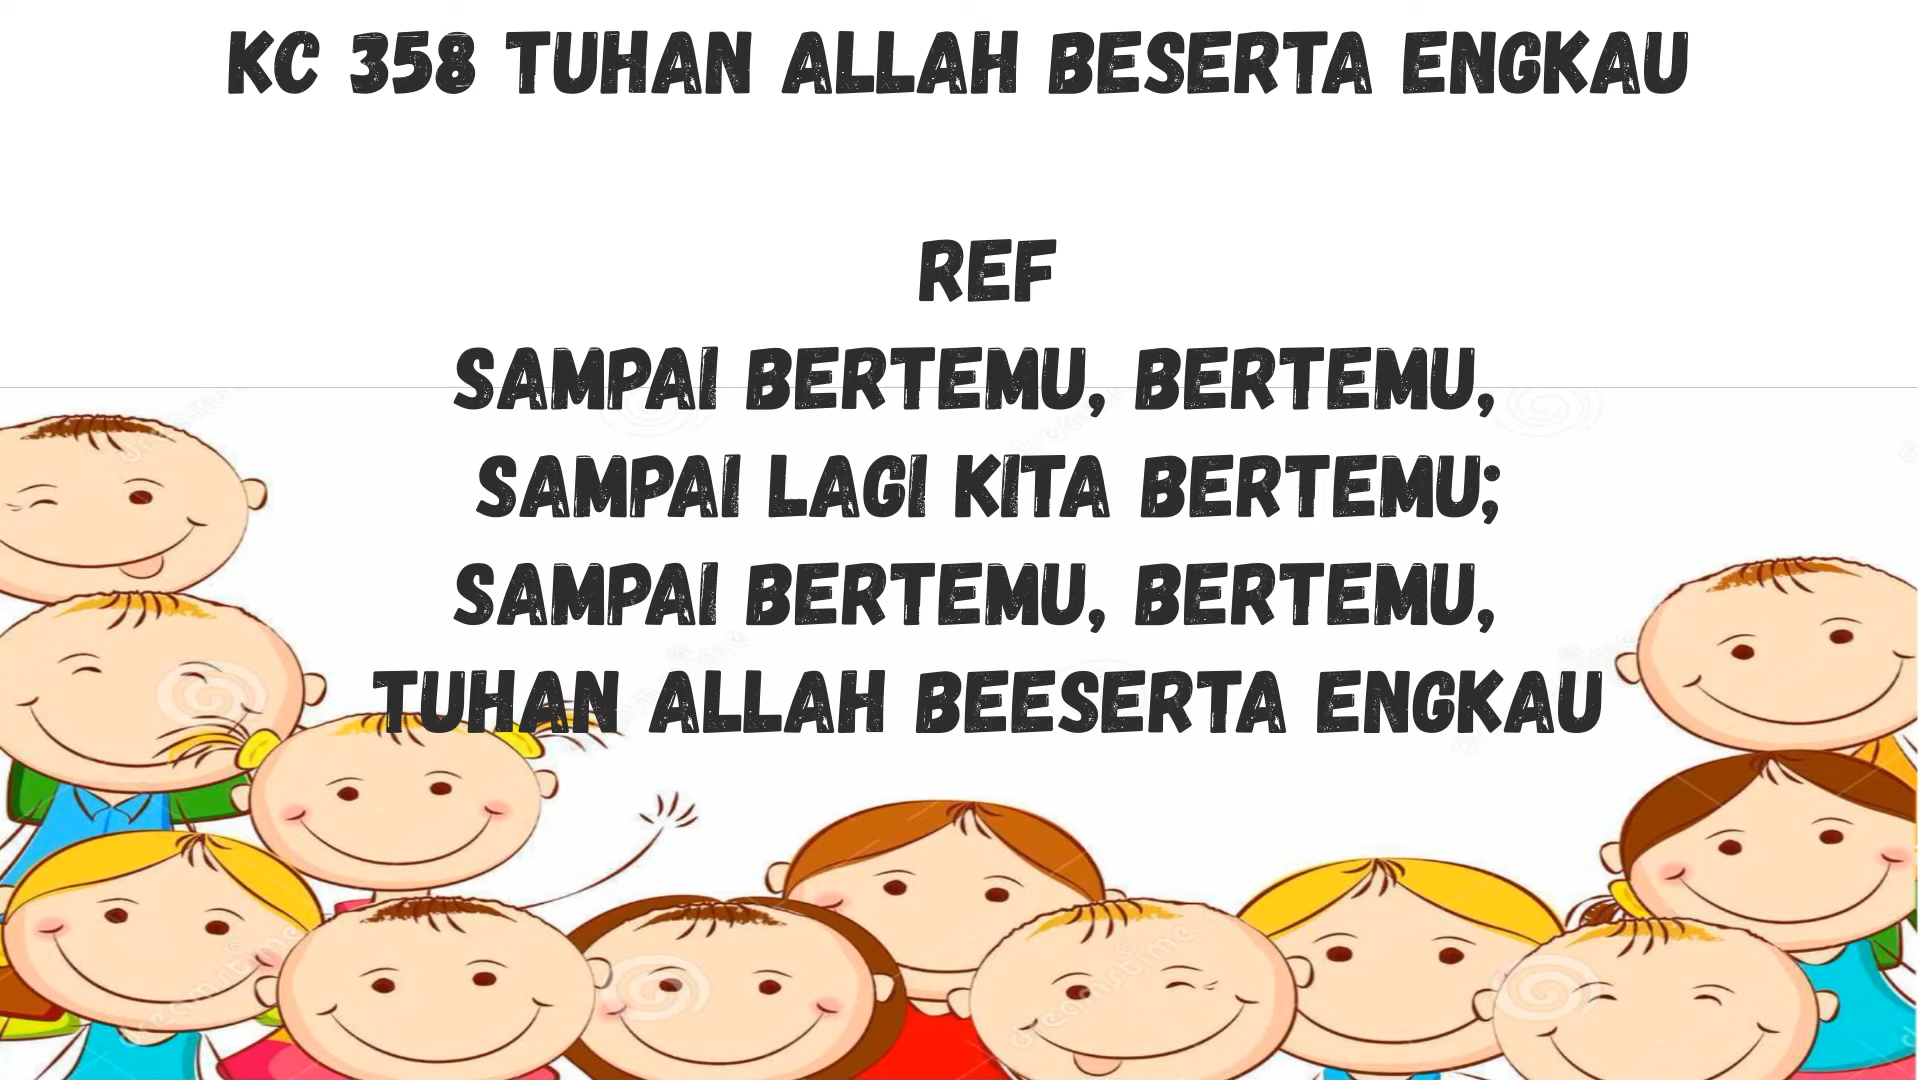 KC 358 TUHAN ALLAH BESERTA ENGKAU
REF
SAMPAI BERTEMU, BERTEMU,
SAMPAI LAGI KITA BERTEMU;
SAMPAI BERTEMU, BERTEMU,
TUHAN ALLAH BEESERTA ENGKAU